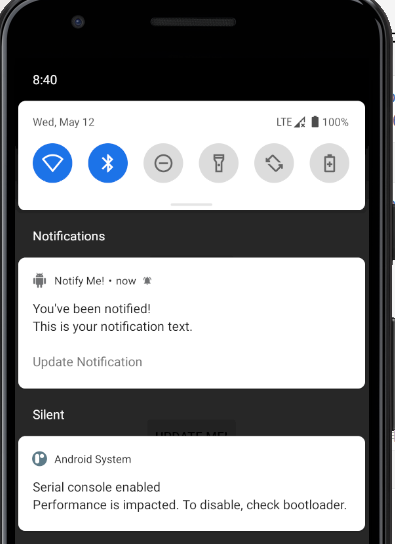 8:40
Wed, May 12 LTE 100%
Notifications
Notify Me! • now
You've been notified!
This is your notification text.
Update Notification
Silent
UPDATE ME!
Android System
Serial console enabled
Performance is impacted. To disable, check bootloader.